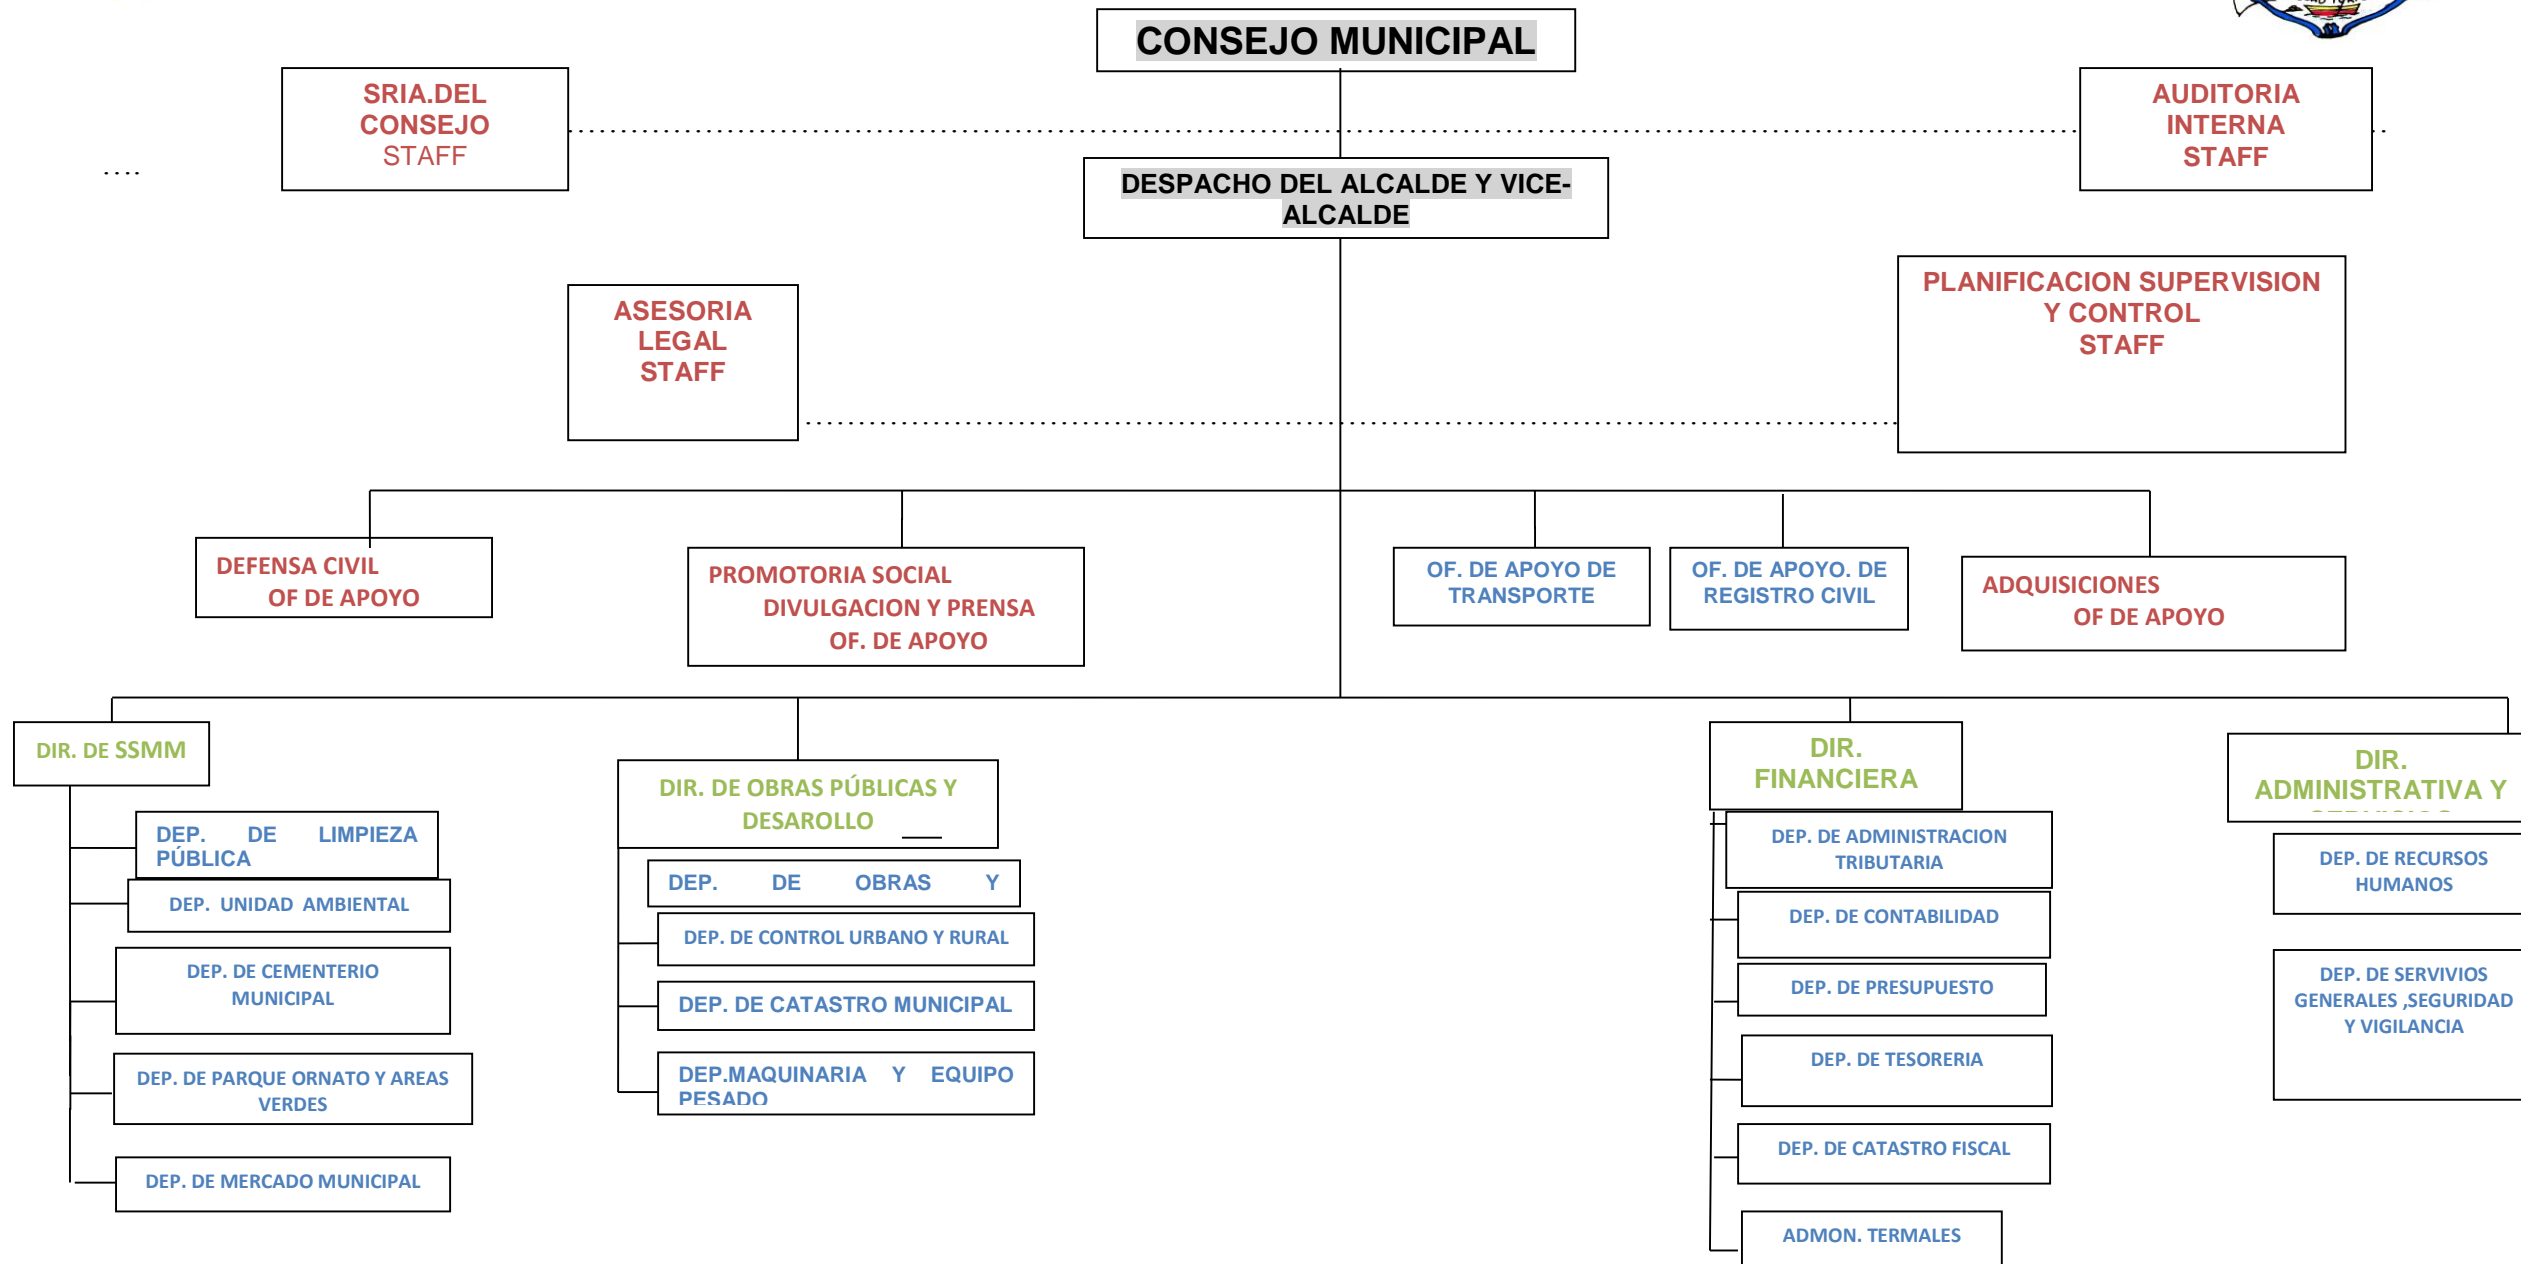 CONSEJO MUNICIPAL
SRIA.DEL
CONSEJO
STAFF
AUDITORIA
INTERNA
STAFF
DESPACHO DEL ALCALDE Y VICE-
ALCALDE
ASESORIA
LEGAL
STAFF
PLANIFICACION SUPERVISION
Y CONTROL
STAFF
DEFENSA CIVIL
OF DE APOYO
PROMOTORIA SOCIAL
DIVULGACION Y PRENSA
OF. DE APOYO
OF. DE APOYO DE
TRANSPORTE
OF. DE APOYO. DE
REGISTRO CIVIL
ADQUISICIONES
OF DE APOYO
DIR. DE SSMM
DEP. DE LIMPIEZA
PÚBLICA
DEP. UNIDAD AMBIENTAL
DEP. DE CEMENTERIO
MUNICIPAL
DEP. DE PARQUE ORNATO Y AREAS
VERDES
DEP. DE MERCADO MUNICIPAL
DIR. DE OBRAS PÚBLICAS Y
DESAROLLO
DEP. DE OBRAS Y
DEP. DE CONTROL URBANO Y RURAL
DEP. DE CATASTRO MUNICIPAL
DEP.MAQUINARIA Y EQUIPO
PESADO
DIR.
FINANCIERA
DEP. DE ADMINISTRACION
TRIBUTARIA
DEP. DE CONTABILIDAD
DEP. DE PRESUPUESTO
DEP. DE TESORERIA
DEP. DE CATASTRO FISCAL
ADMON. TERMALES
DIR.
ADMINISTRATIVA Y
DEP. DE RECURSOS
HUMANOS
DEP. DE SERVIVIOS
GENERALES ,SEGURIDAD
Y VIGILANCIA